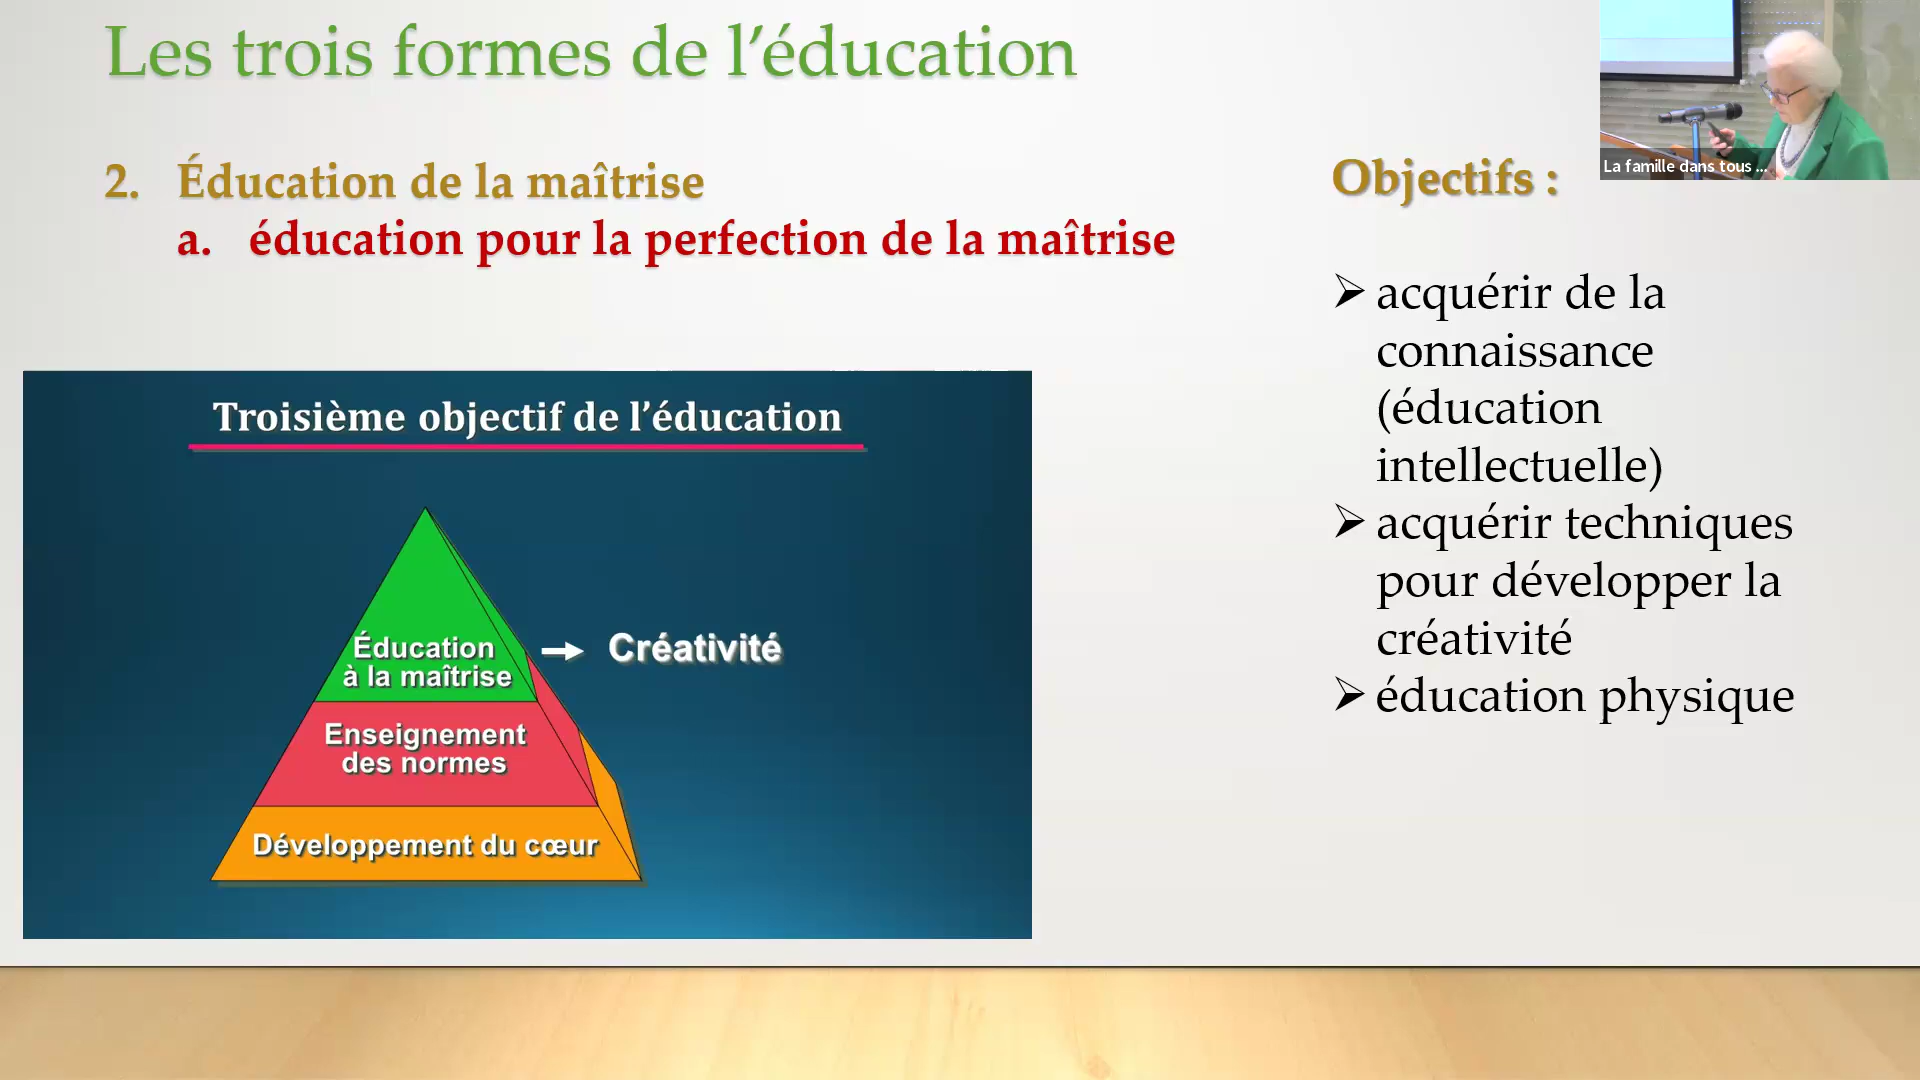 Les trois formes de l’éducation
2. Éducation de la maîtrise
a. éducation pour la perfection de la maîtrise
Troisième objectif de l’éducation
Éducation
à la maîtrise
Créativité
Enseignement
des normes
Développement du cœur
Objectifs :
➢ acquérir de la
connaissance
(éducation
intellectuelle)
➢ acquérir techniques
pour développer la
créativité
➢ éducation physique
La famille dans tous ...